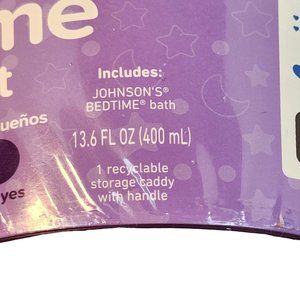 me
t
Includes:
JOHNSON'S®
BEDTIME® bath
ueños
13.6 FL OZ (400 mL)
1 recyclable
storage caddy
with handle
yes